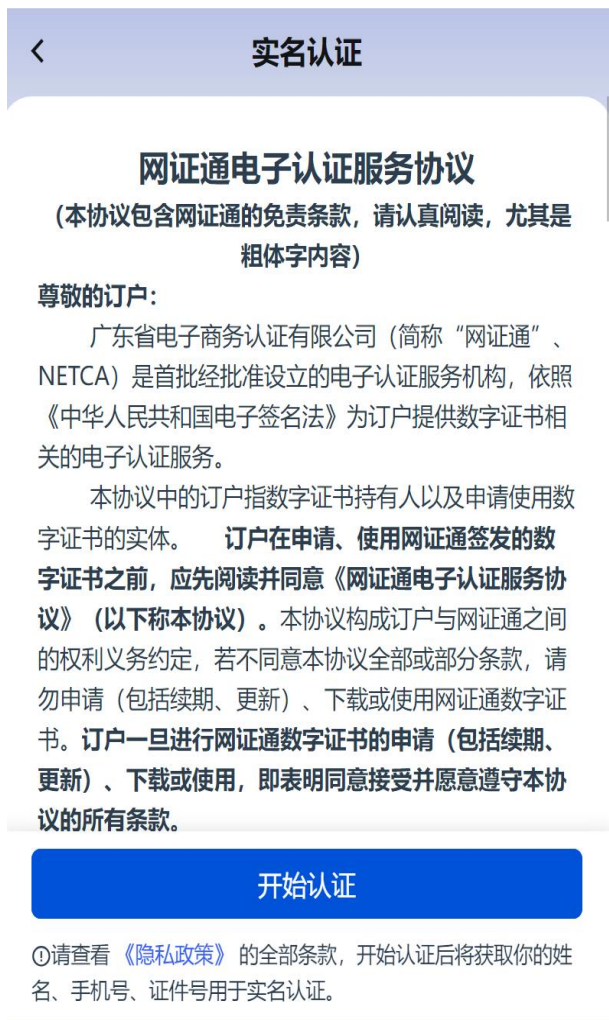 实名认证
网证通电子认证服务协议
（本协议包含网证通的免责条款，请认真阅读，尤其是
粗体字内容）
尊敬的订户：
广东省电子商务认证有限公司（简称“网证通”、
NETCA）是首批经批准设立的电子认证服务机构，依照
《中华人民共和国电子签名法》为订户提供数字证书相
关的电子认证服务。
本协议中的订户指数字证书持有人以及申请使用数
字证书的实体。 订户在申请、使用网证通签发的数
字证书之前，应先阅读并同意《网证通电子认证服务协
议》（以下称本协议）。本协议构成订户与网证通之间
的权利义务约定，若不同意本协议全部或部分条款，请
勿申请（包括续期、更新）、下载或使用网证通数字证
书。订户一旦进行网证通数字证书的申请（包括续期、
更新）、下载或使用，即表明同意接受并愿意遵守本协
议的所有条款。
开始认证
请查看《隐私政策》的全部条款，开始认证后将获取你的姓
名、手机号、证件号用于实名认证。